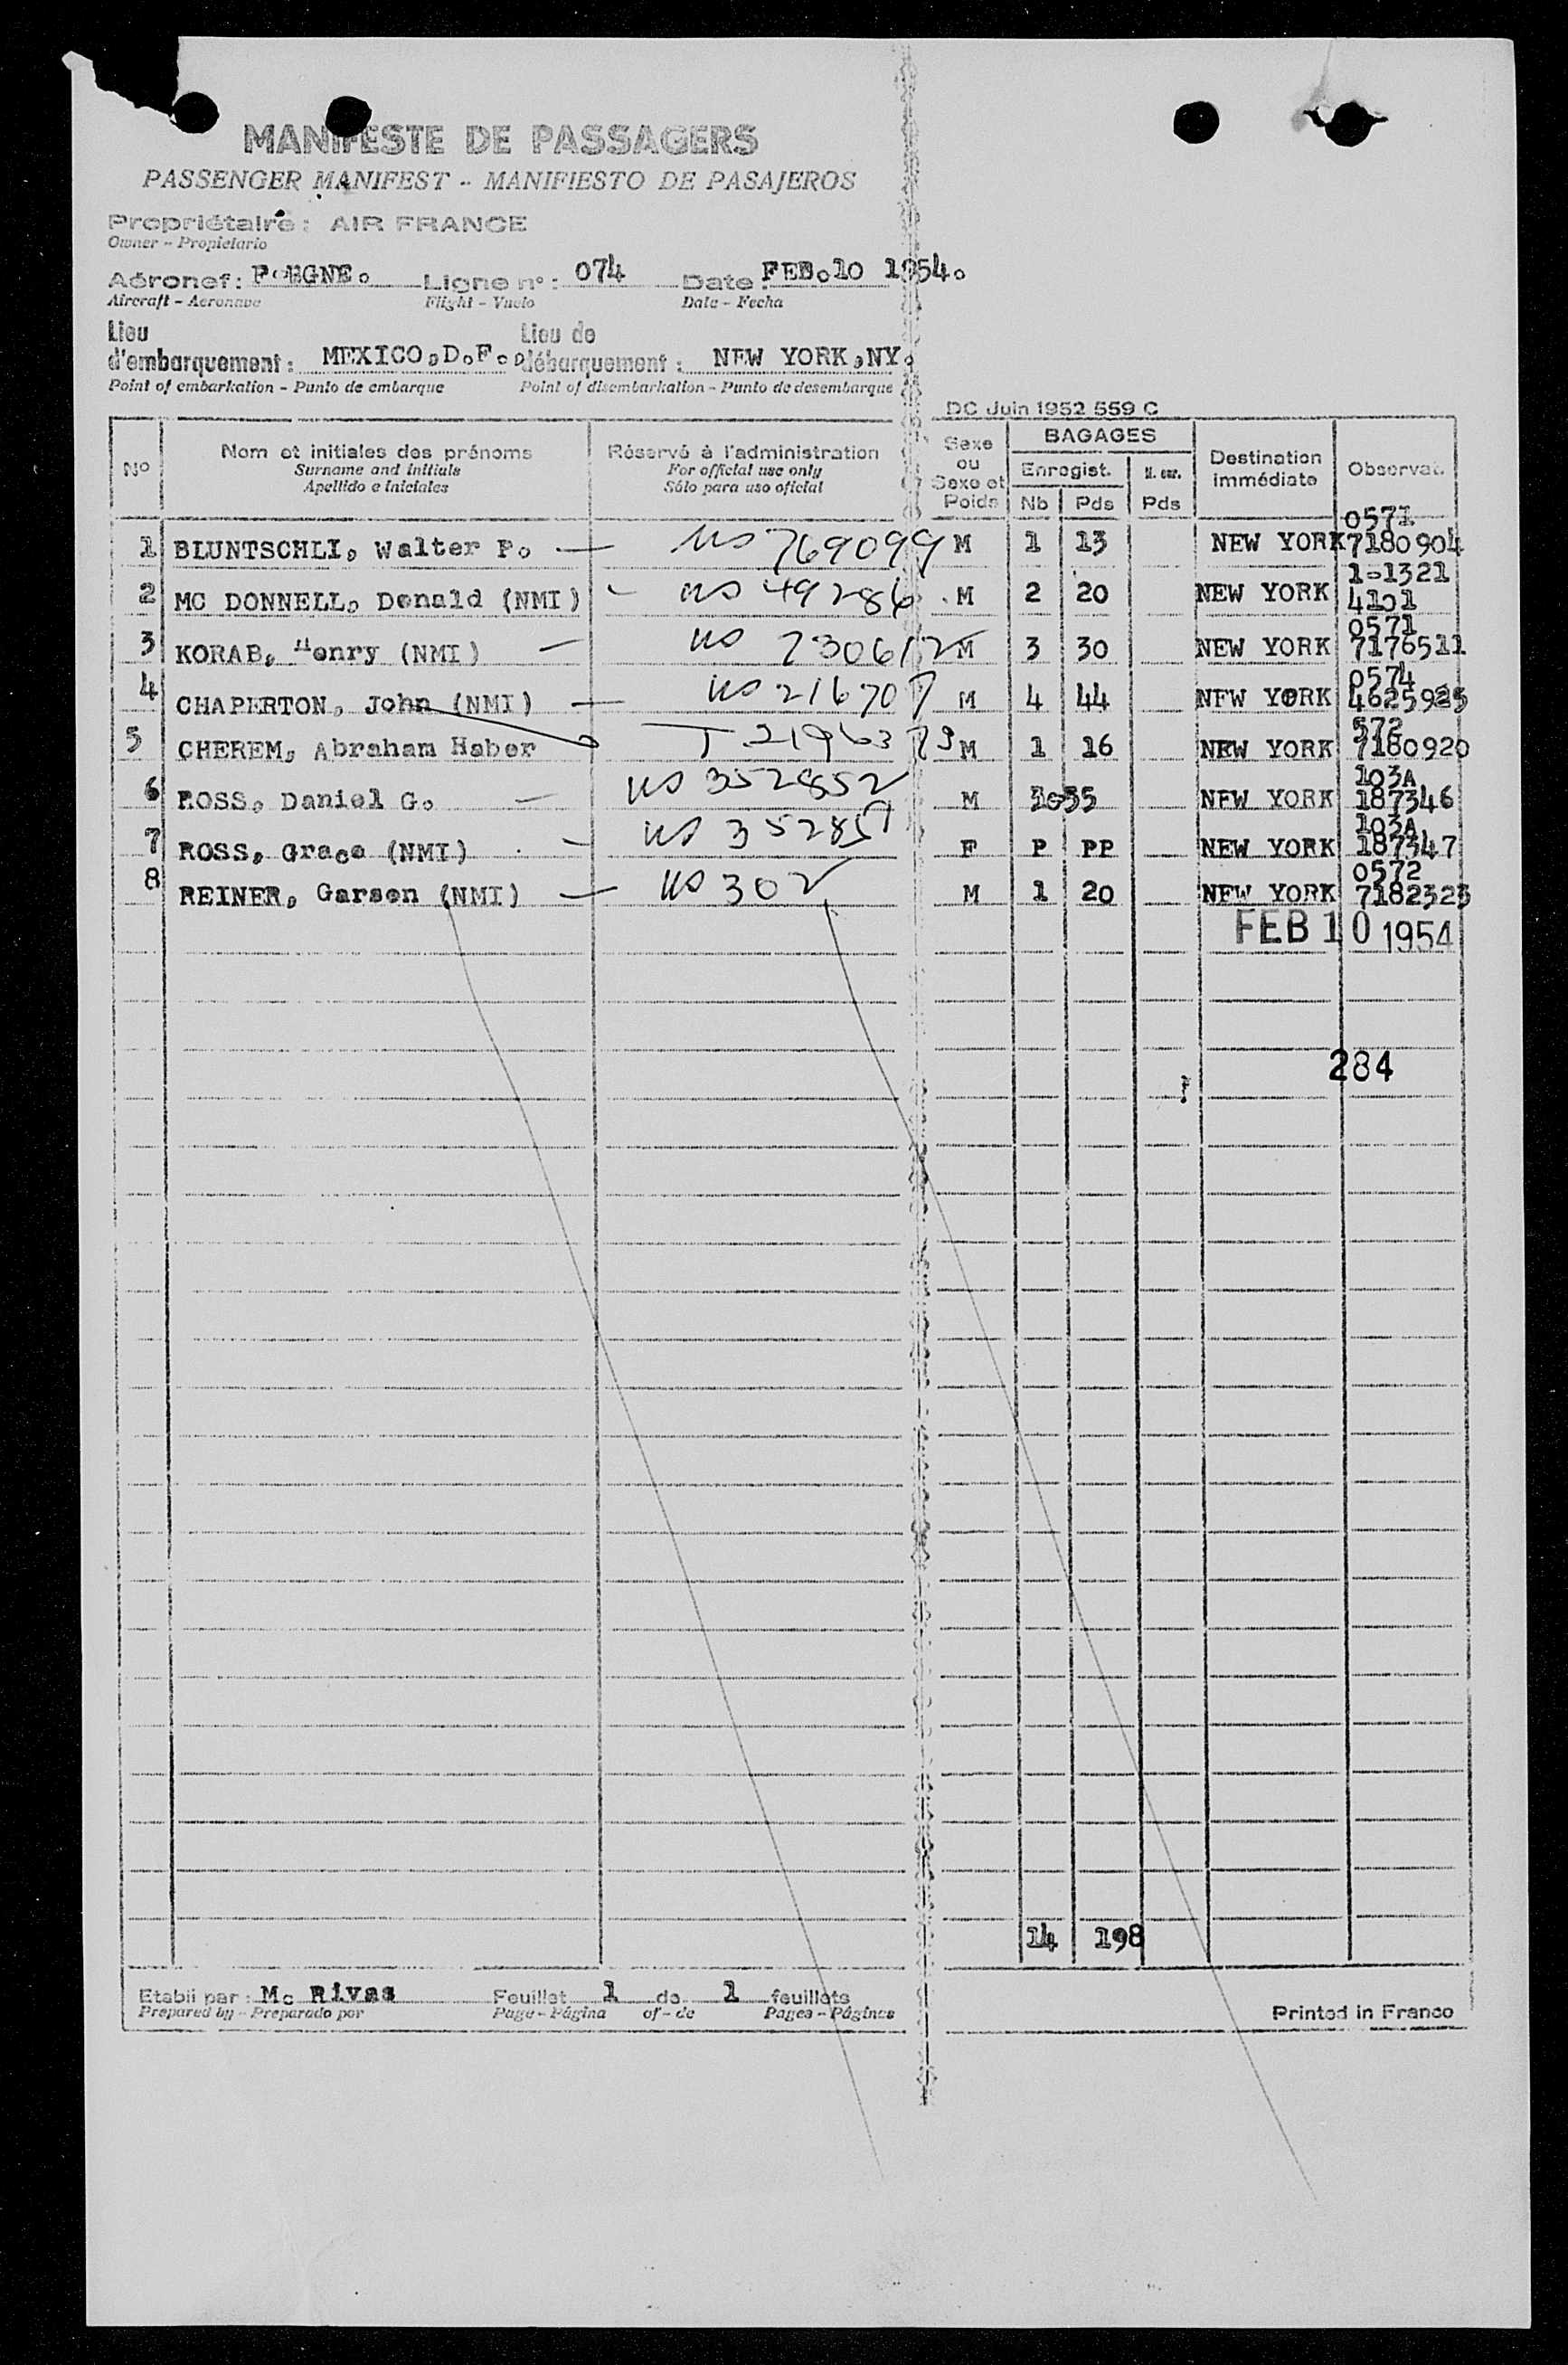 MANIFESTE DE PASSAGERS
PASSENGER MANIFEST - MANIFIESTO DE PASAJEROS
Propriétaire : AIR FRANCE
Owner - Propietario
Aéronef : F-BGNE. Ligne n° : 074 Date : FEB.10 1954.
Aircraft - Aeronave Flight - Vuelo Date - Fecha
Lieu Lieu de
d'embarquement : MEXICO,D.F., débarquement : NEW YORK,NY.
Point of embarkation - Punto de embarque Point of disembarkation - Punto de desembarque
DC Juin 1952 559 C
Nº Nom et initiales des prénoms Réservé à l'administration Sexe ou Sexe et Poids BAGAGES Destination immédiate Observat.
Surname and initials For official use only Enregist. N. enr.
Apellido e iniciales Sólo para uso oficial Nb Pds Pds
0571
1 BLUNTSCHLI, Walter P. — US 769099 M 1 13 NEW YORK 7180904
1-1321
2 MC DONNELL, Donald (NMI) - US 49286 M 2 20 NEW YORK 4101
0571
3 KORAB, Henry (NMI) — US 730612 M 3 30 NEW YORK 7176511
0574
4 CHAPERTON, John (NMI) — US 216707 M 4 44 NEW YORK 4625925
572
5 CHEREM, Abraham Haber T M 1 16 NEW YORK 7180920
103A
6 ROSS, Daniel G. — US 352852 M 55 NEW YORK 187346
103A
7 ROSS, Grace (NMI) - US F P PP NEW YORK 187347
0572
8 REINER, Garsen (NMI) — US 302 M 1 20 NEW YORK 7182323
FEB 10 1954
284
14 198
Etabli par : Mc Rivas Feuillet 1 de 1 feuillets
Prepared by - Preparado por Page - Página of - de Pages - Páginas
Printed in France